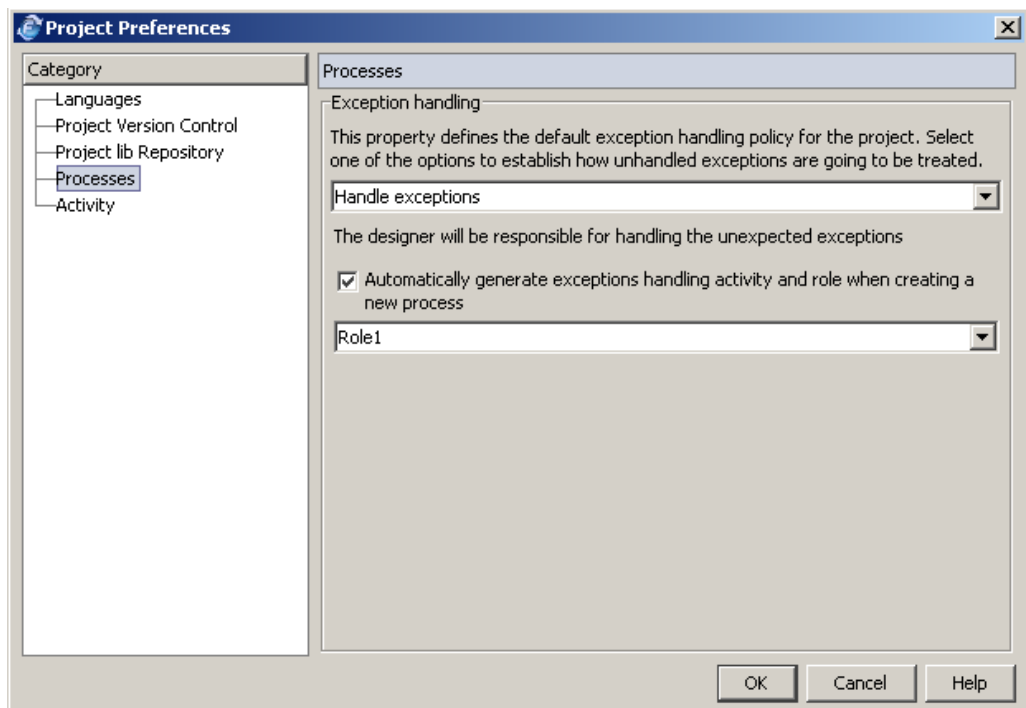 Project Preferences
Category
Languages
Project Version Control
Project lib Repository
Processes
Activity
Processes
Exception handling
This property defines the default exception handling policy for the project. Select
one of the options to establish how unhandled exceptions are going to be treated.
Handle exceptions
The designer will be responsible for handling the unexpected exceptions
Automatically generate exceptions handling activity and role when creating a
new process
Role1
OK
Cancel
Help